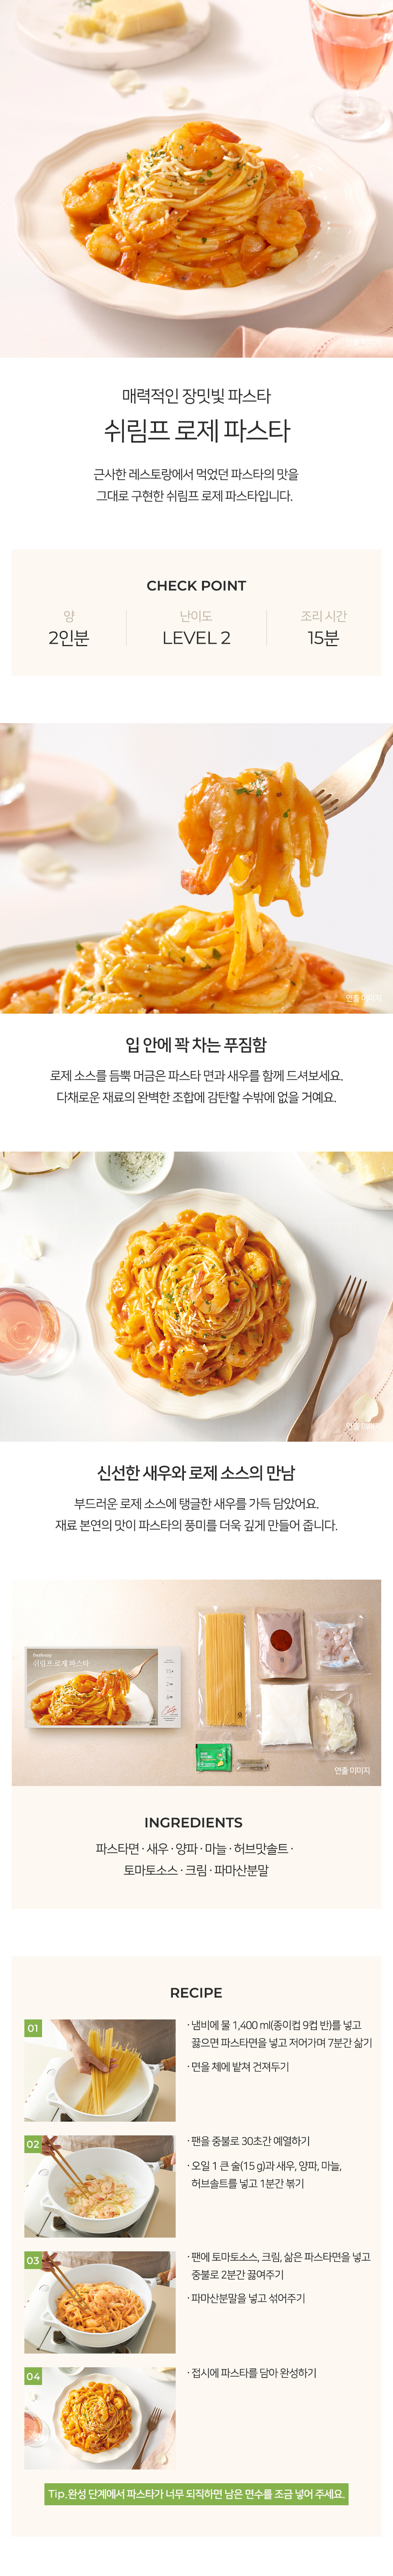 매력적인 장밋빛 파스타
쉬림프 로제 파스타
근사한 레스토랑에서 먹었던 파스타의 맛을
그대로 구현한 쉬림프 로제 파스타입니다.
CHECK POINT
양
2인분
난이도
LEVEL 2
조리 시간
15분
연출 이미지
입 안에 꽉 차는 푸짐함
로제 소스를 듬뿍 머금은 파스타 면과 새우를 함께 드셔보세요.
다채로운 재료의 완벽한 조합에 감탄할 수밖에 없을 거예요.
신선한 새우와 로제 소스의 만남
부드러운 로제 소스에 탱글한 새우를 가득 담았어요.
재료 본연의 맛이 파스타의 풍미를 더욱 깊게 만들어 줍니다.
쉬림프로제 파스타
연출 이미지
INGREDIENTS
파스타면 · 새우 · 양파 · 마늘 · 허브맛솔트 ·
토마토소스 · 크림 · 파마산분말
RECIPE
01
· 냄비에 물 1,400 ml(종이컵 9컵 반)를 넣고
끓으면 파스타면을 넣고 저어가며 7분간 삶기
· 면을 체에 밭쳐 건져두기
02
· 팬을 중불로 30초간 예열하기
· 오일 1 큰 술(15 g)과 새우, 양파, 마늘,
허브솔트를 넣고 1분간 볶기
03
· 팬에 토마토소스, 크림, 삶은 파스타면을 넣고
중불로 2분간 끓여주기
· 파마산분말을 넣고 섞어주기
04
· 접시에 파스타를 담아 완성하기
Tip.완성 단계에서 파스타가 너무 되직하면 남은 면수를 조금 넣어 주세요.